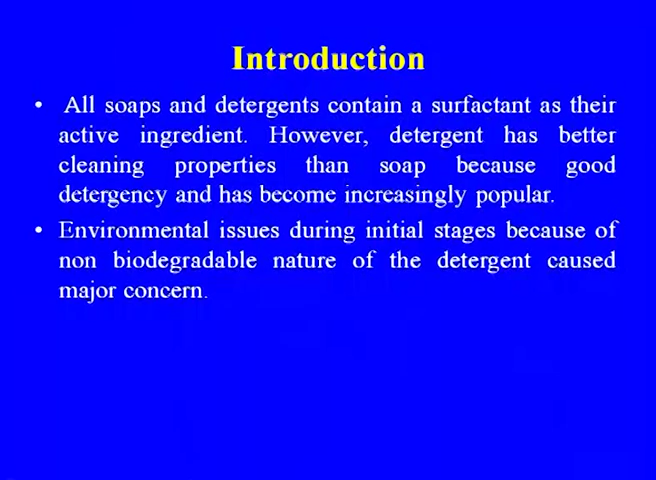 Introduction
• All soaps and detergents contain a surfactant as their
active ingredient. However, detergent has better
cleaning properties than soap because good
detergency and has become increasingly popular.
• Environmental issues during initial stages because of
non biodegradable nature of the detergent caused
major concern.